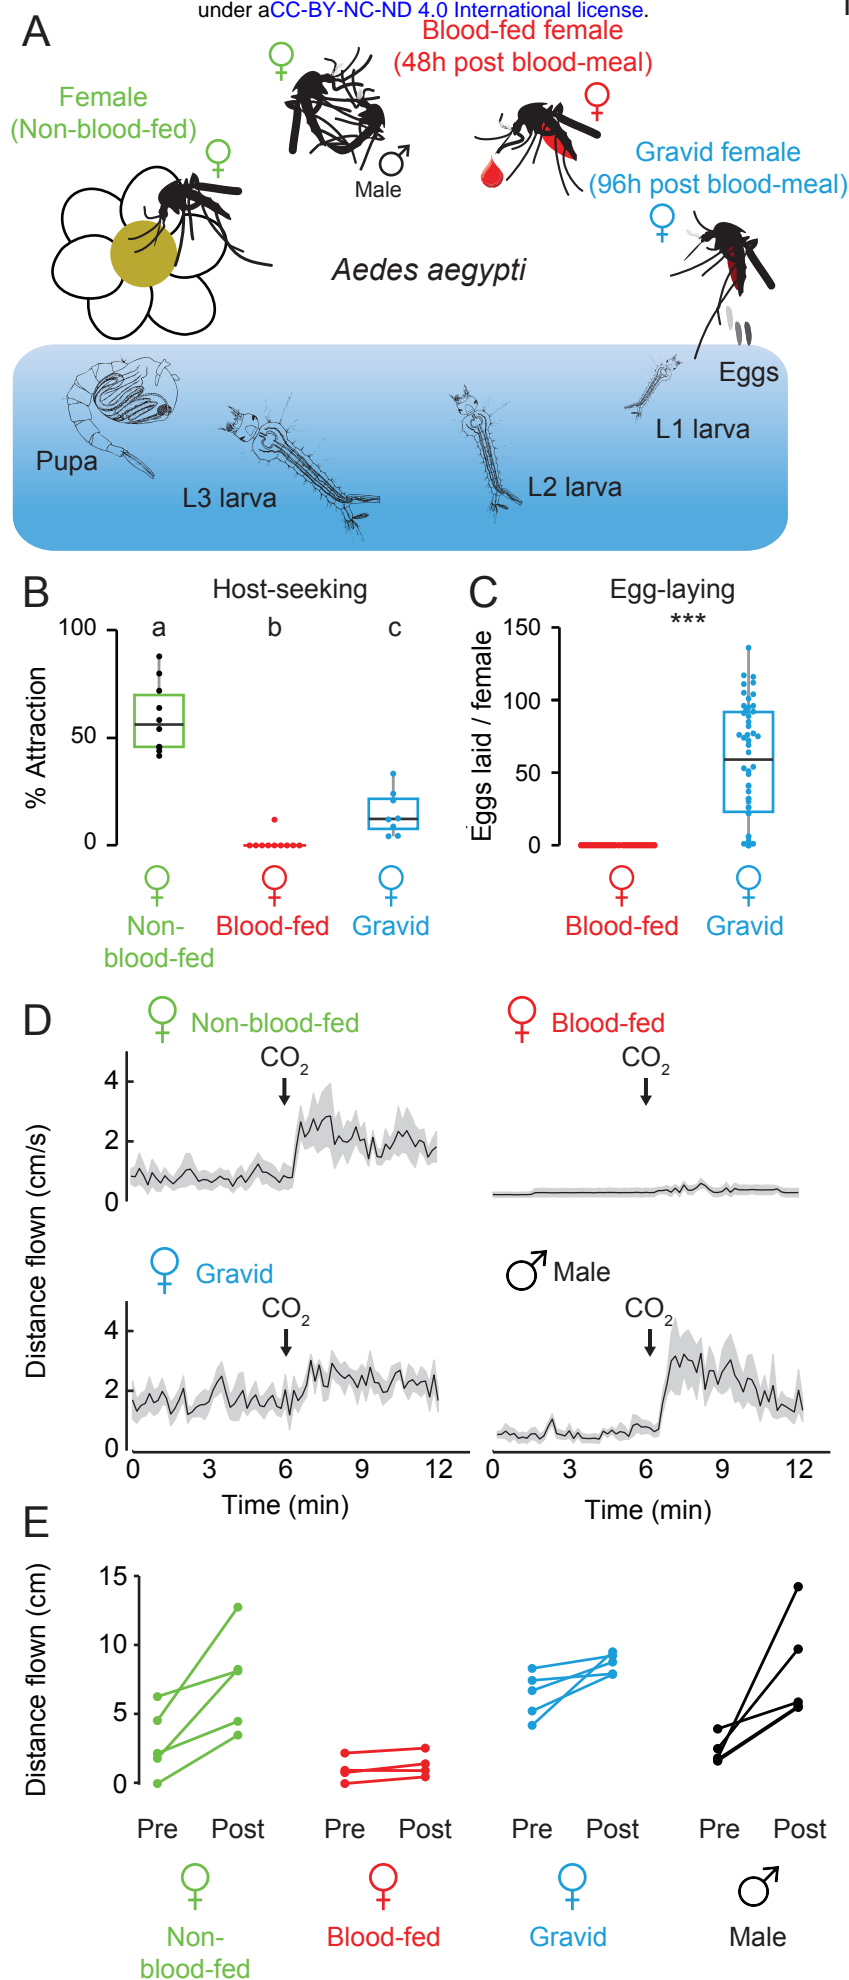 under aCC-BY-NC-ND 4.0 International license.
A
Blood-fed female
(48h post blood-meal)
♀
Female
(Non-blood-fed)
♀
♀
Male ♂
Gravid female
(96h post blood-meal)
♀
Aedes aegypti
Eggs
L1 larva
Pupa
L3 larva
L2 larva
B
Host-seeking
a b c
100
50
0
% Attraction
♀ ♀ ♀
Non-
blood-fed
Blood-fed
Gravid
C
Egg-laying
***
150
100
50
0
Eggs laid / female
♀ ♀
Blood-fed
Gravid
D
♀ Non-blood-fed
CO2
4
2
0
♀ Blood-fed
CO2
Distance flown (cm/s)
♀ Gravid
CO2
4
2
0
0 3 6 9 12
Time (min)
♂ Male
CO2
0 3 6 9 12
Time (min)
E
Distance flown (cm)
15
10
5
0
Pre Post Pre Post Pre Post Pre Post
♀ ♀ ♀ ♂
Non-
blood-fed
Blood-fed
Gravid
Male